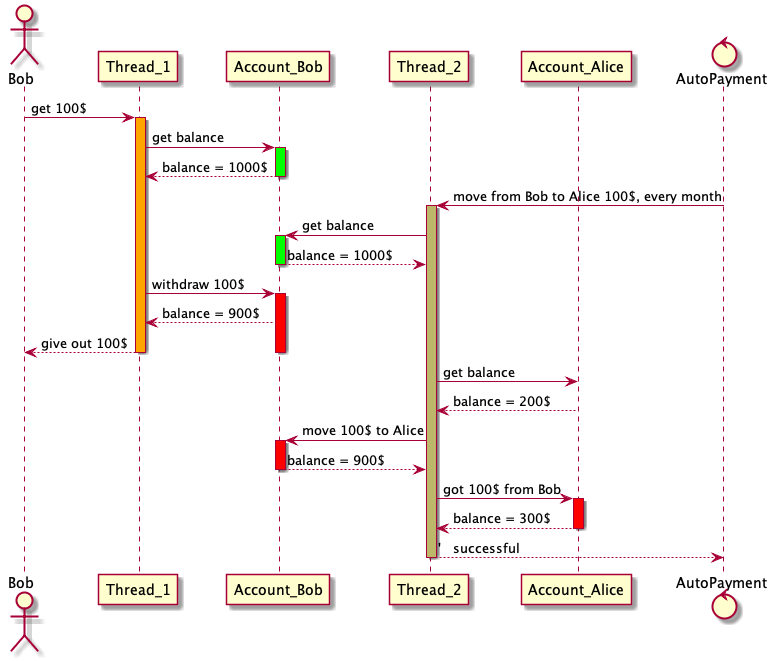 Bob
Thread_1
Account_Bob
Thread_2
Account_Alice
AutoPayment
get 100$
get balance
balance = 1000$
move from Bob to Alice 100$, every month
get balance
balance = 1000$
withdraw 100$
balance = 900$
give out 100$
get balance
balance = 200$
move 100$ to Alice
balance = 900$
got 100$ from Bob
balance = 300$
' successful
Bob
Thread_1
Account_Bob
Thread_2
Account_Alice
AutoPayment